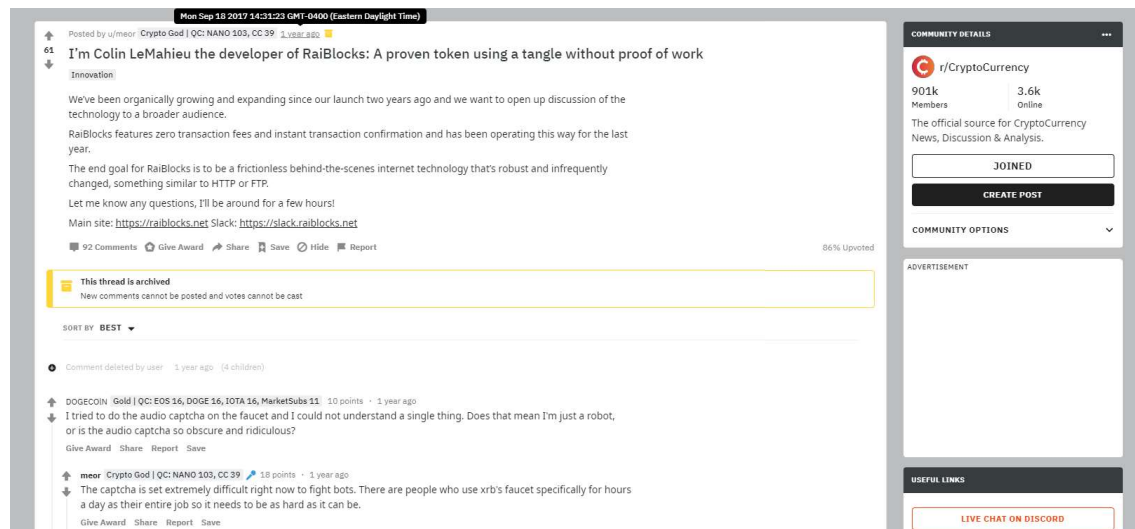 Mon Sep 18 2017 14:31:23 GMT-0400 (Eastern Daylight Time)
Posted by u/meor Crypto God | QC: NANO 103, CC 39 1 year ago
61
I'm Colin LeMahieu the developer of RaiBlocks: A proven token using a tangle without proof of work
Innovation
We've been organically growing and expanding since our launch two years ago and we want to open up discussion of the
technology to a broader audience.
RaiBlocks features zero transaction fees and instant transaction confirmation and has been operating this way for the last
year.
The end goal for RaiBlocks is to be a frictionless behind-the-scenes internet technology that's robust and infrequently
changed, something similar to HTTP or FTP.
Let me know any questions, I'll be around for a few hours!
Main site: https://raiblocks.net Slack: https://slack.raiblocks.net
92 Comments Give Award Share Save Hide Report
86% Upvoted
This thread is archived
New comments cannot be posted and votes cannot be cast
SORT BY BEST
Comment deleted by user 1 year ago (4 children)
DOGECOIN Gold | QC: EOS 16, DOGE 16, IOTA 16, MarketSubs 11 10 points · 1 year ago
I tried to do the audio captcha on the faucet and I could not understand a single thing. Does that mean I'm just a robot,
or is the audio captcha so obscure and ridiculous?
Give Award Share Report Save
meor Crypto God | QC: NANO 103, CC 39 18 points · 1 year ago
The captcha is set extremely difficult right now to fight bots. There are people who use xrb's faucet specifically for hours
a day as their entire job so it needs to be as hard as it can be.
Give Award Share Report Save
COMMUNITY DETAILS
r/CryptoCurrency
901k 3.6k
Members Online
The official source for CryptoCurrency
News, Discussion & Analysis.
JOINED
CREATE POST
COMMUNITY OPTIONS
ADVERTISEMENT
USEFUL LINKS
LIVE CHAT ON DISCORD